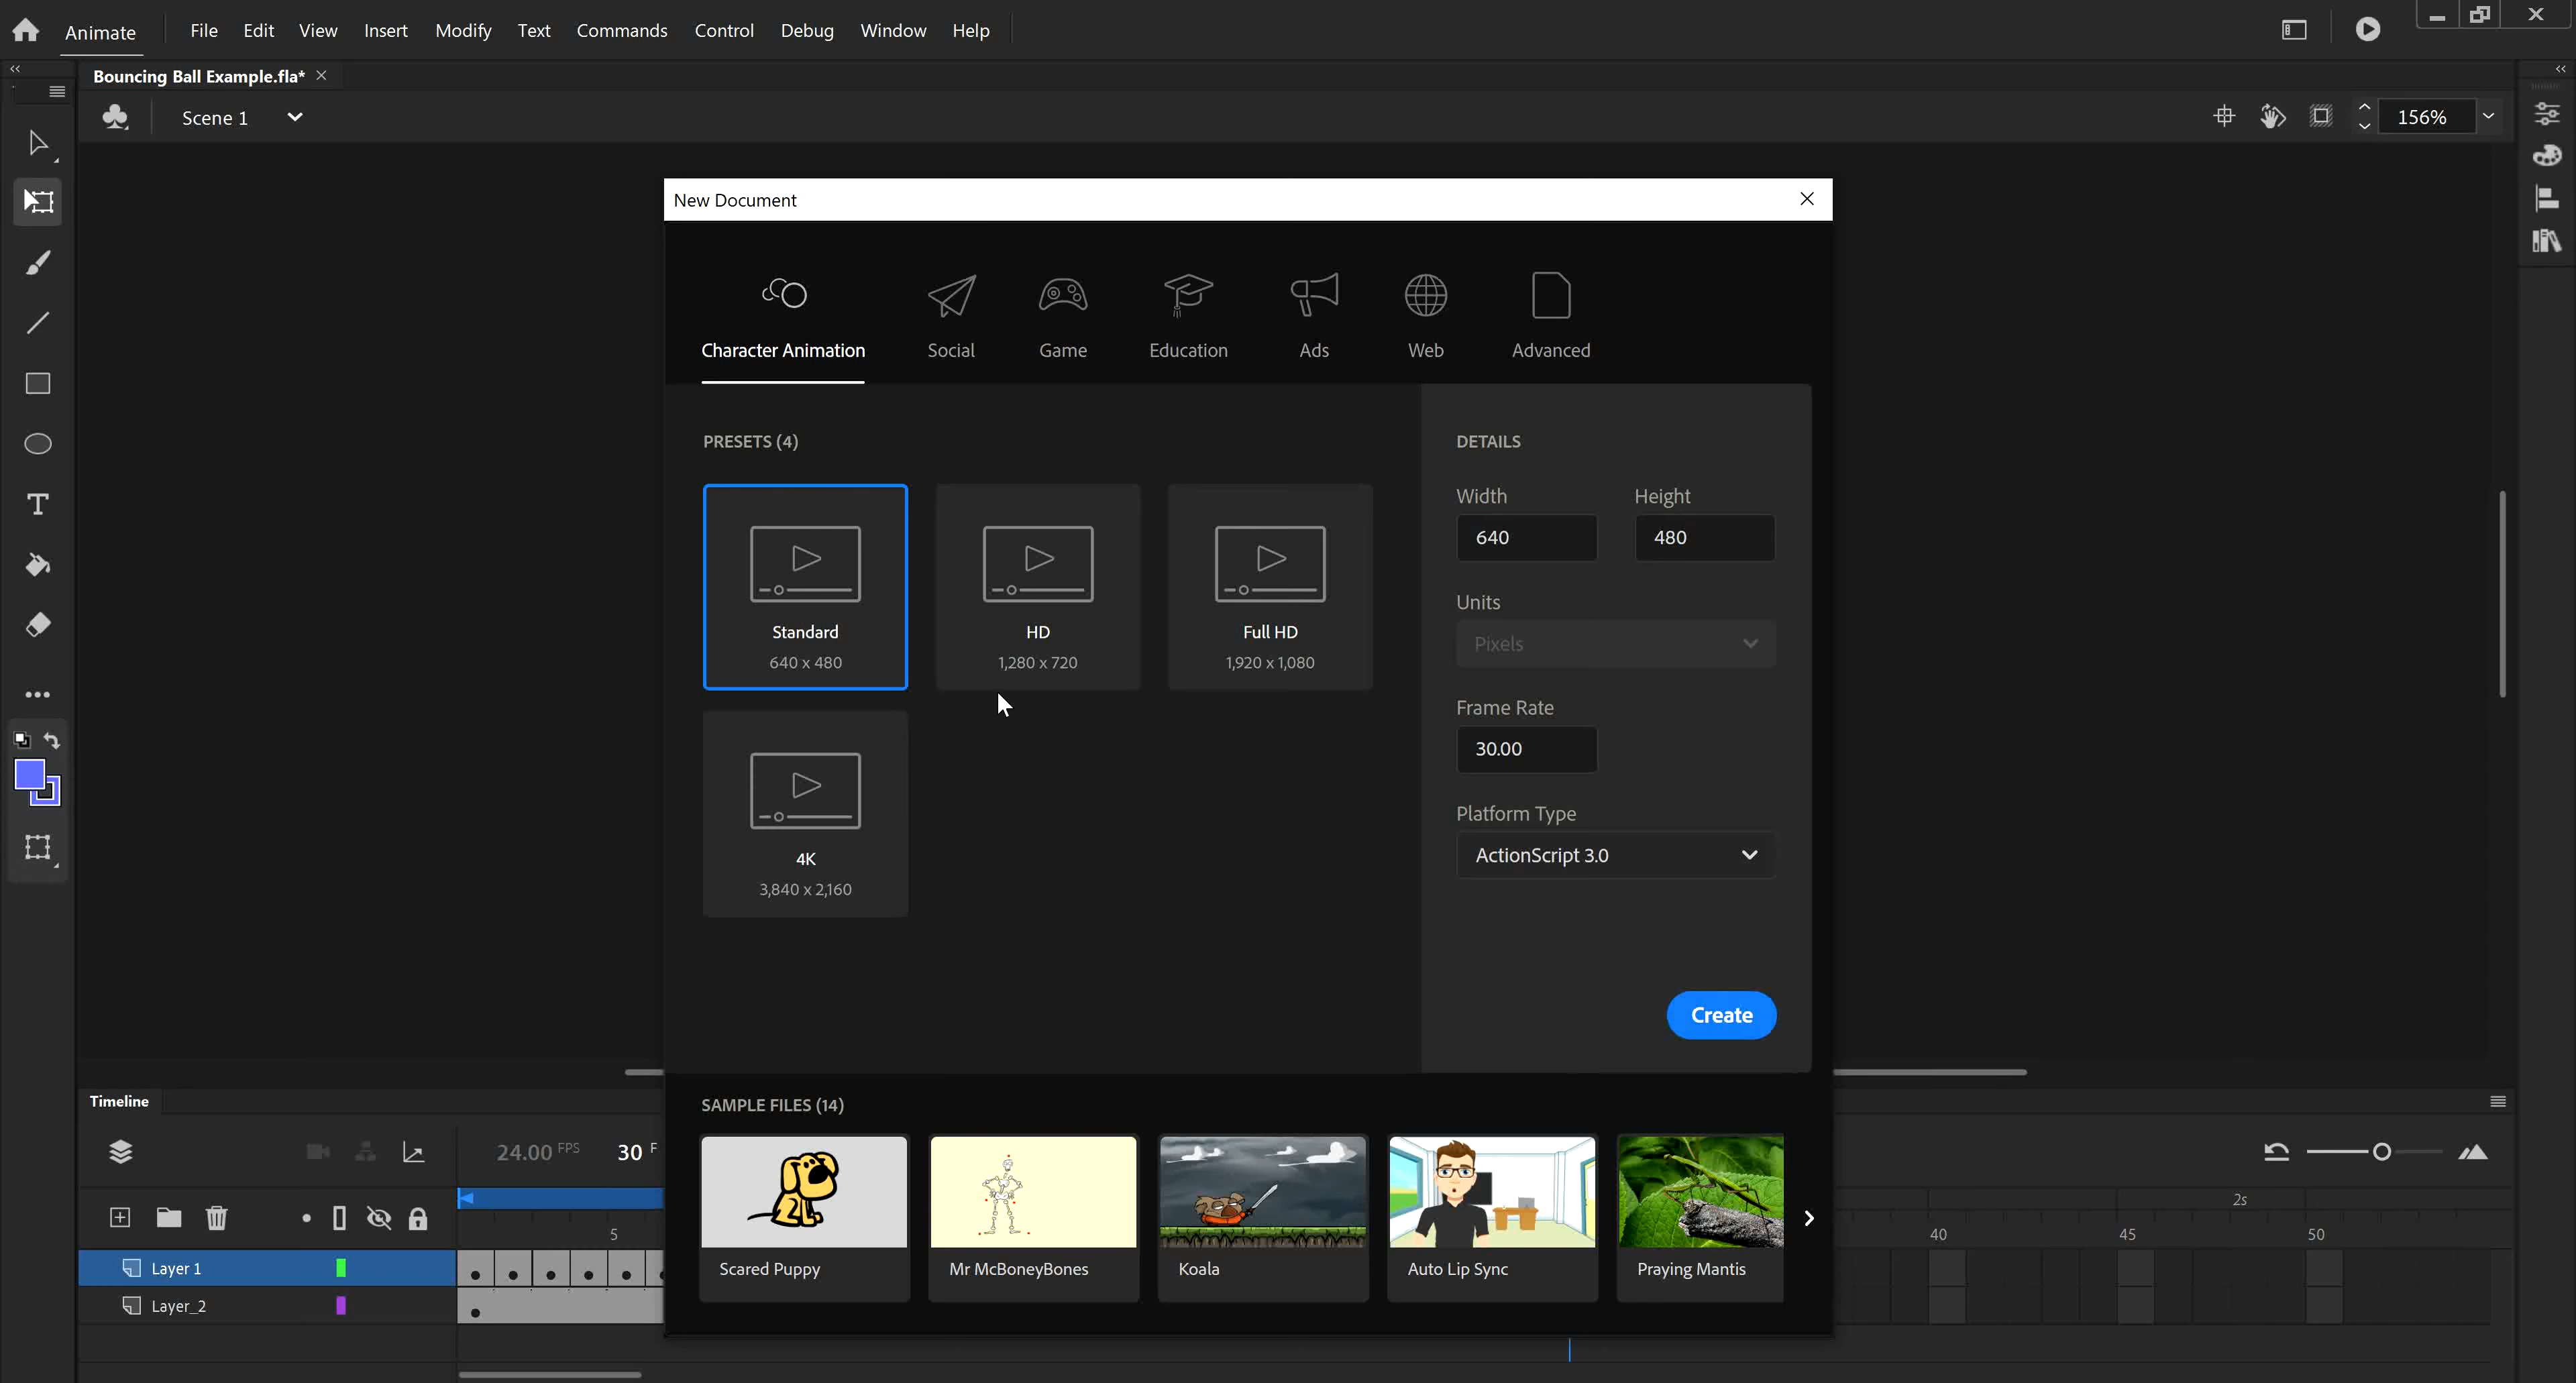 Animate File Edit View Insert Modify Text Commands Control Debug Window Help
Bouncing Ball Example.fla*
Scene 1
156%
New Document
Character Animation Social Game Education Ads Web Advanced
PRESETS (4)
Standard
640 x 480
HD
1,280 x 720
Full HD
1,920 x 1,080
4K
3,840 x 2,160
DETAILS
Width Height
640 480
Units
Pixels
Frame Rate
30.00
Platform Type
ActionScript 3.0
Create
SAMPLE FILES (14)
Scared Puppy
Mr McBoneyBones
Koala
Auto Lip Sync
Praying Mantis
Timeline
24.00 FPS 30 F
2s
5 40 45 50
Layer 1
Layer_2